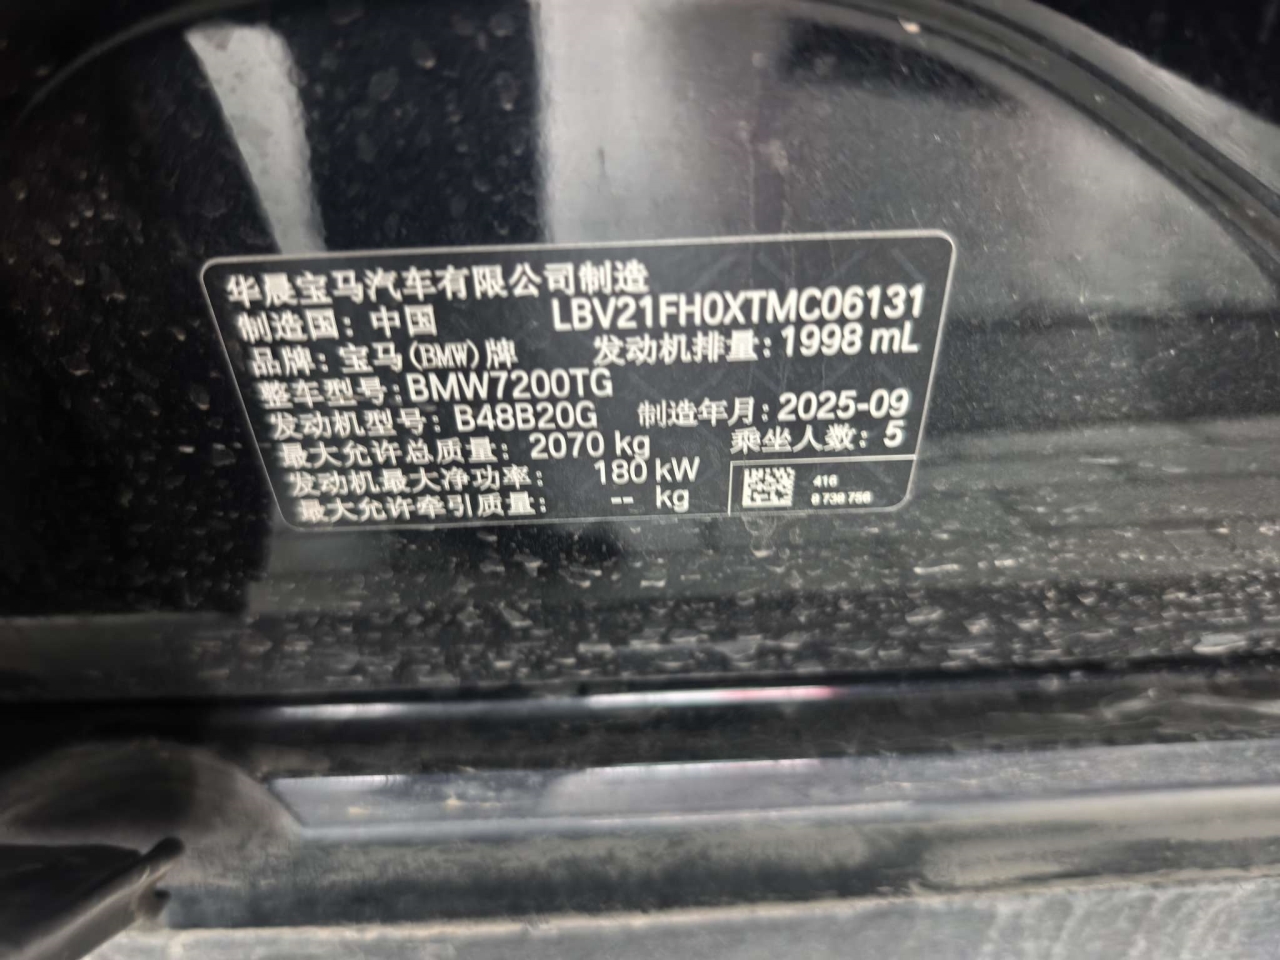 华晨宝马汽车有限公司制造
制造国：中国 LBV21FH0XTMC06131
品牌：宝马(BMW)牌 发动机排量：1998 mL
整车型号：BMW7200TG
发动机型号：B48B20G 制造年月：2025-09
最大允许总质量：2070 kg 乘坐人数：5
发动机最大净功率：180 kW
最大允许牵引质量：-- kg
416